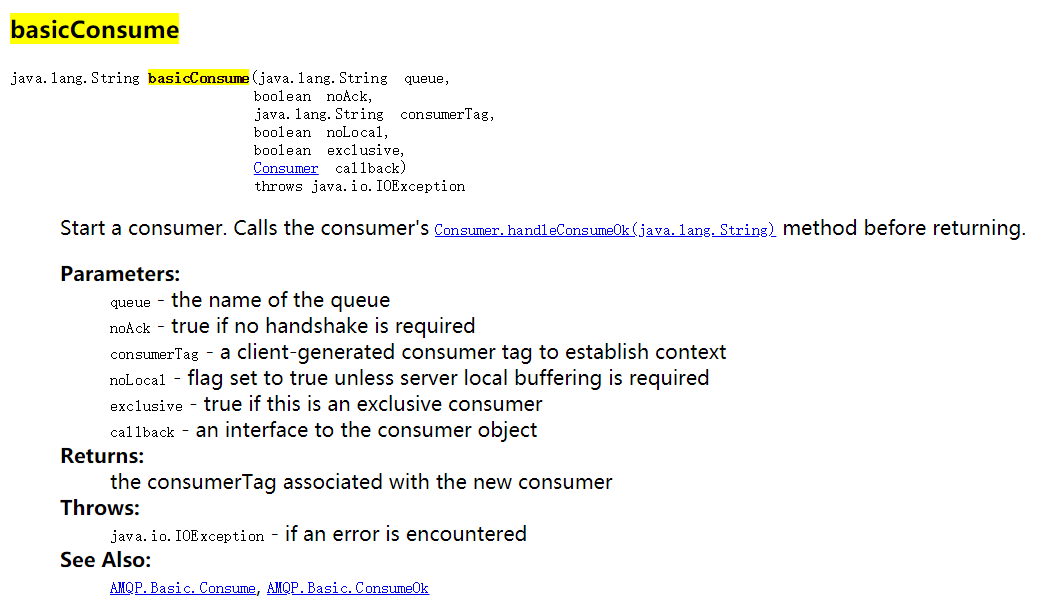 basicConsume
java.lang.String basicConsume(java.lang.String queue,
boolean noAck,
java.lang.String consumerTag,
boolean noLocal,
boolean exclusive,
Consumer callback)
throws java.io.IOException
Start a consumer. Calls the consumer's Consumer.handleConsumeOk(java.lang.String) method before returning.
Parameters:
queue - the name of the queue
noAck - true if no handshake is required
consumerTag - a client-generated consumer tag to establish context
noLocal - flag set to true unless server local buffering is required
exclusive - true if this is an exclusive consumer
callback - an interface to the consumer object
Returns:
the consumerTag associated with the new consumer
Throws:
java.io.IOException - if an error is encountered
See Also:
AMQP.Basic.Consume, AMQP.Basic.ConsumeOk